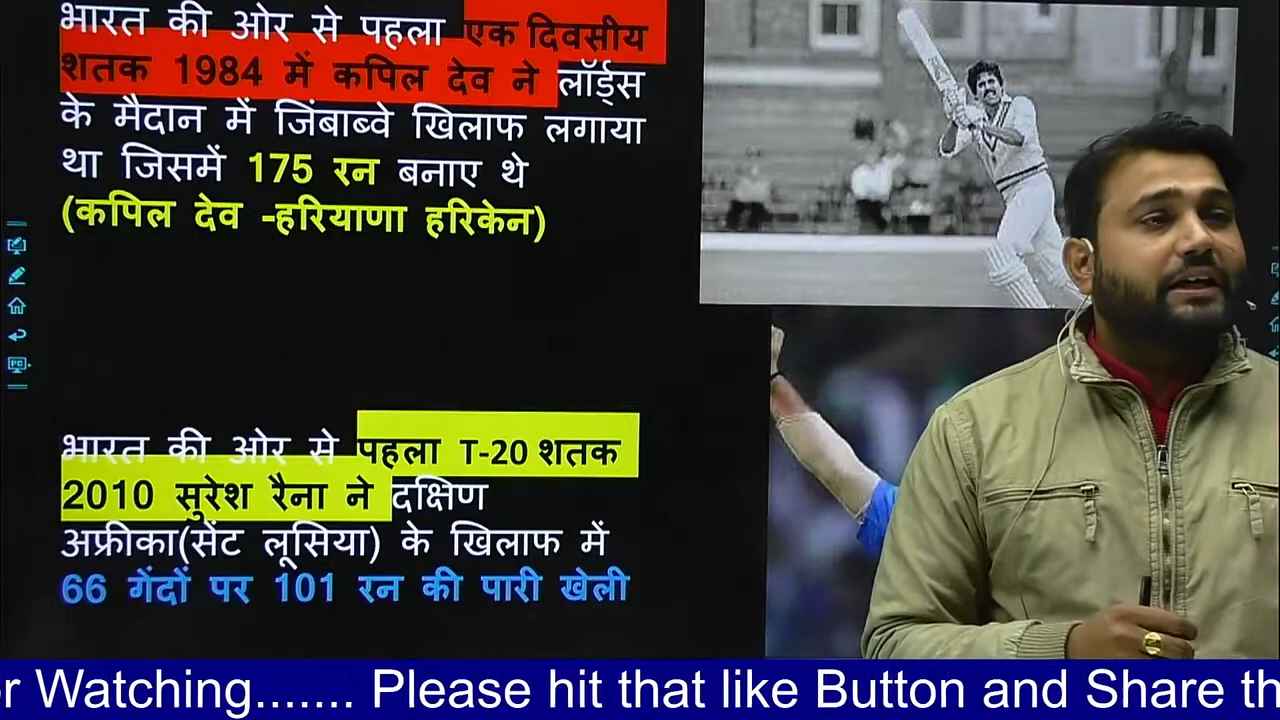 भारत की ओर से पहला एक दिवसीय
शतक 1984 में कपिल देव ने लॉर्ड्स
के मैदान में जिंबाब्वे खिलाफ लगाया
था जिसमें 175 रन बनाए थे
(कपिल देव -हरियाणा हरिकेन)
भारत की ओर से पहला T-20 शतक
2010 सुरेश रैना ने दक्षिण
अफ्रीका(सेंट लूसिया) के खिलाफ में
66 गेंदों पर 101 रन की पारी खेली
r Watching....... Please hit that like Button and Share th